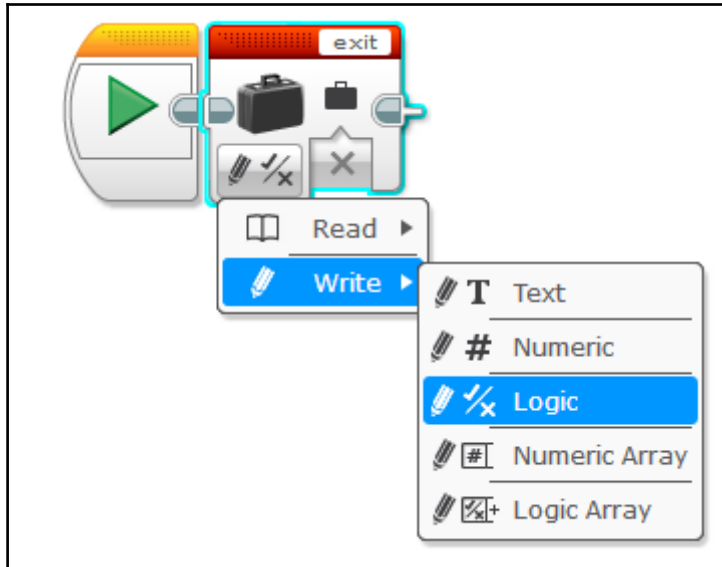 exit
Read
Write
T Text
# Numeric
Logic
# Numeric Array
Logic Array